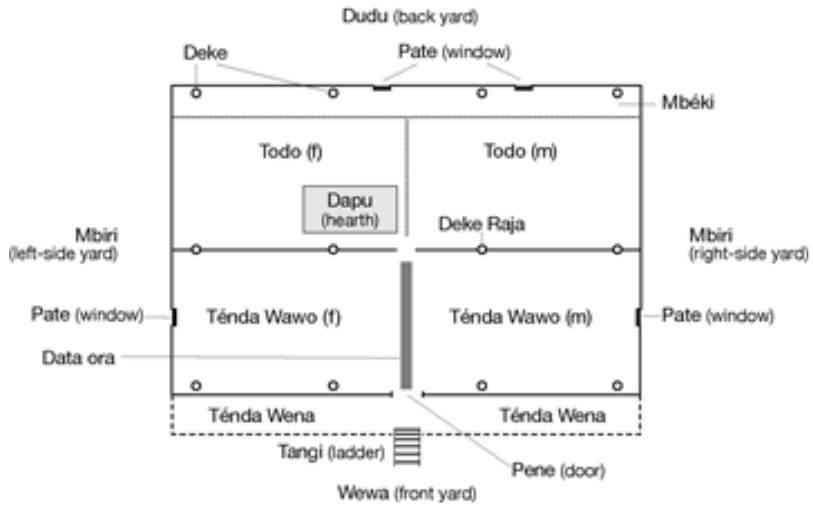 Dudu (back yard)
Deke
Pate (window)
Mbéki
Todo (f)
Todo (m)
Dapu
(hearth)
Deke Raja
Mbiri
(left-side yard)
Mbiri
(right-side yard)
Pate (window)
Ténda Wawo (f)
Ténda Wawo (m)
Pate (window)
Data ora
Ténda Wena
Ténda Wena
Tangi (ladder)
Pene (door)
Wewa (front yard)